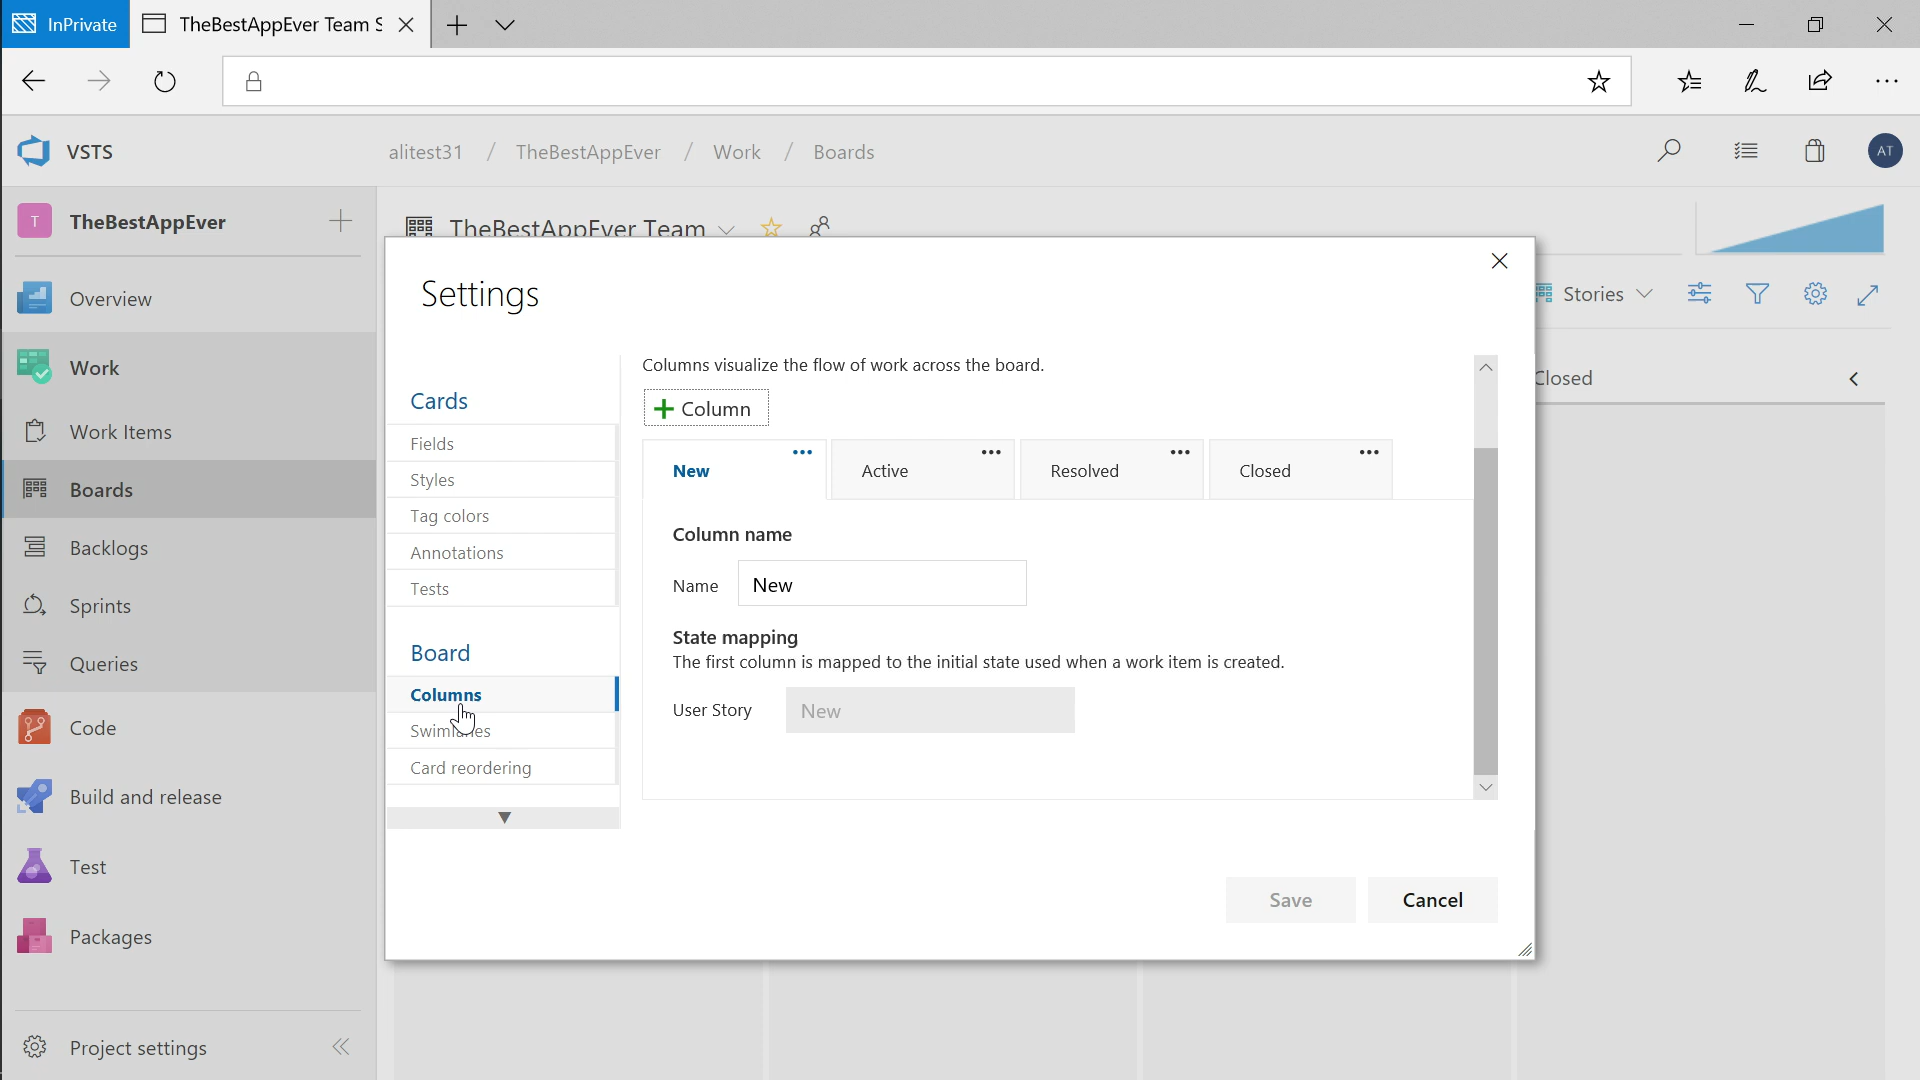 InPrivate
TheBestAppEver Team S
VSTS
alitest31 / TheBestAppEver / Work / Boards
AT
T
TheBestAppEver
TheBestAppEver Team
Overview
Work
Work Items
Boards
Backlogs
Sprints
Queries
Code
Build and release
Test
Packages
Project settings
Stories
Closed
Settings
Cards
Fields
Styles
Tag colors
Annotations
Tests
Board
Columns
Swimlanes
Card reordering
Columns visualize the flow of work across the board.
Column
New
Active
Resolved
Closed
Column name
Name New
State mapping
The first column is mapped to the initial state used when a work item is created.
User Story New
Save
Cancel